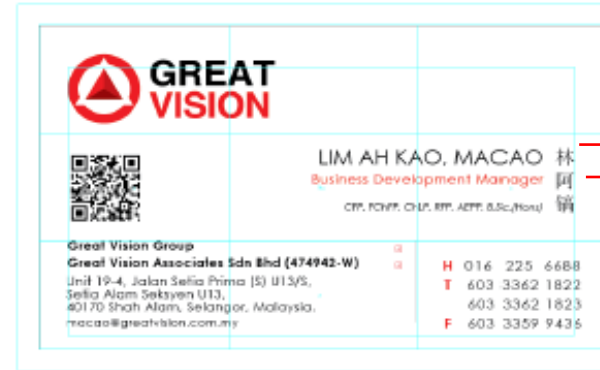 GREAT
VISION
LIM AH KAO, MACAO
Business Development Manager
林
阿
镐
CFP, FChFP, ChLP, RFP, AEPP, B.Sc.(Hons)
Great Vision Group
Great Vision Associates Sdn Bhd (474942-W)
Unit 19-4, Jalan Setia Prima (S) U13/S,
Setia Alam Seksyen U13,
40170 Shah Alam, Selangor, Malaysia.
macao@greatvision.com.my
H 016 225 6688
T 603 3362 1822
603 3362 1823
F 603 3359 9436